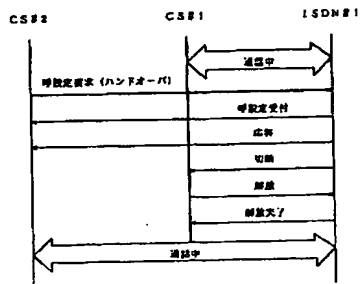 CS#2 CS#1 ISDN#1
通話中
呼設定要求(ハンドオーバ)
呼設定受付
応答
切断
解放
解放完了
通話中